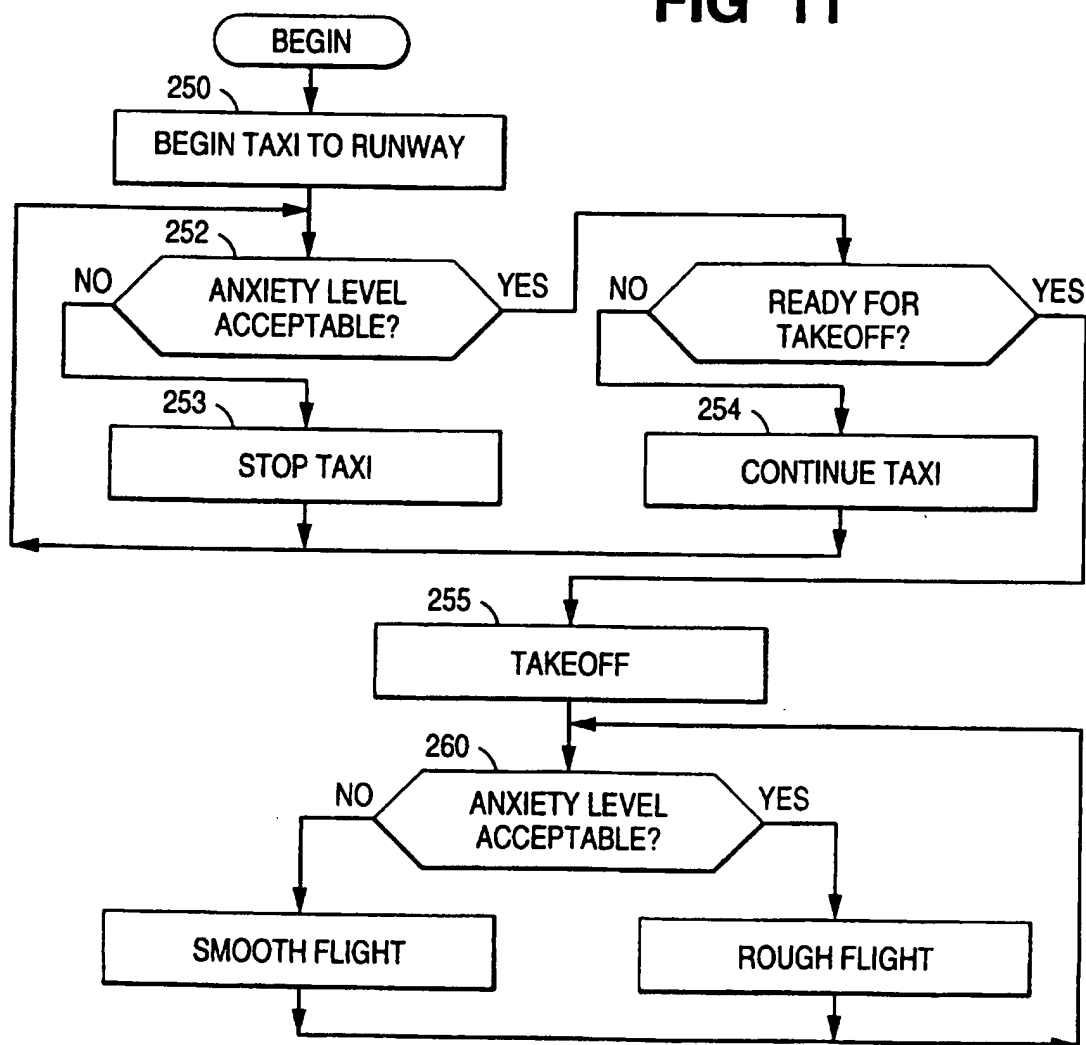 FIG 11
BEGIN
250
BEGIN TAXI TO RUNWAY
252
NO
ANXIETY LEVEL
ACCEPTABLE?
YES
NO
READY FOR
TAKEOFF?
YES
253
STOP TAXI
254
CONTINUE TAXI
255
TAKEOFF
260
NO
ANXIETY LEVEL
ACCEPTABLE?
YES
SMOOTH FLIGHT
ROUGH FLIGHT